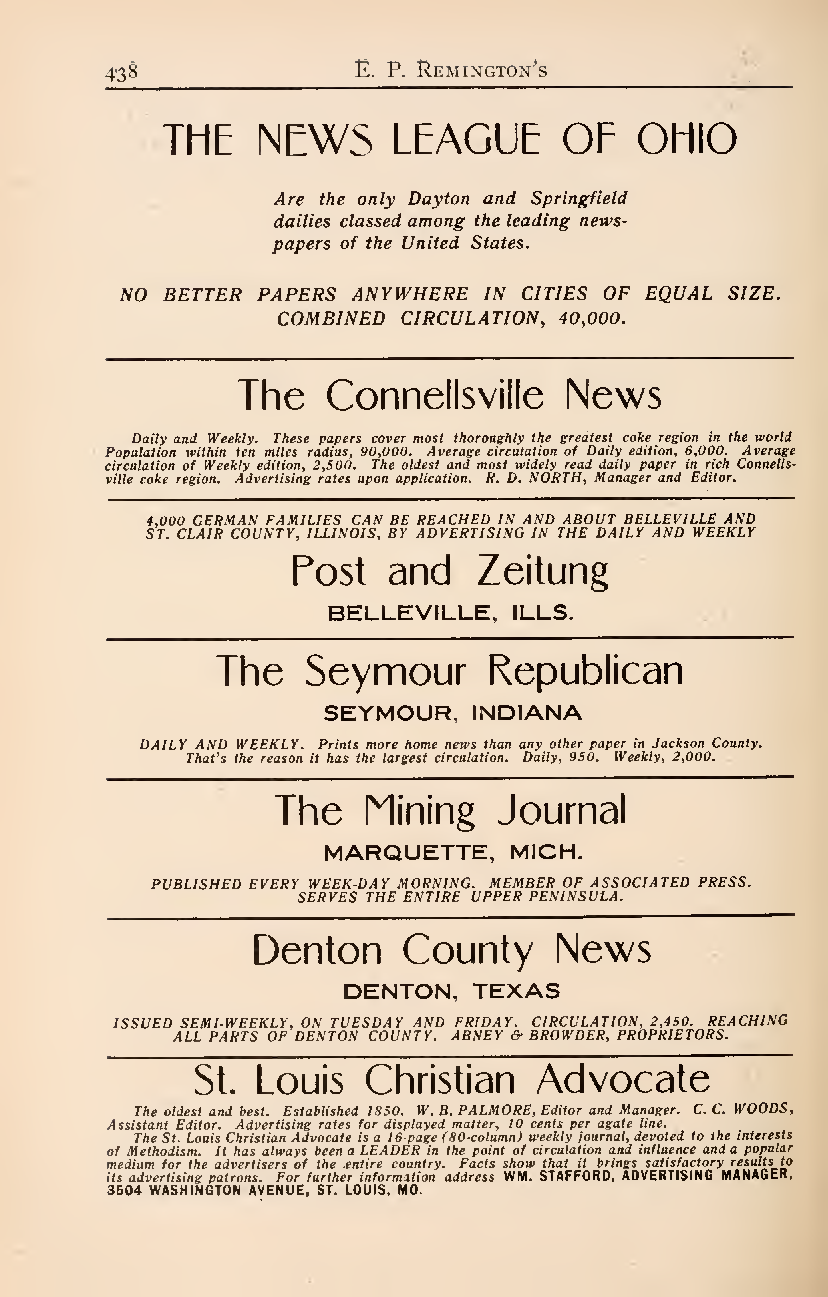 438 E. P. Remington's
THE NEWS LEAGUE OF OHIO
Are the only Dayton and Springfield
dailies classed among the leading news-
papers of the United States.
NO BETTER PAPERS ANYWHERE IN CITIES OF EQUAL SIZE.
COMBINED CIRCULATION, 40,000.
The Connellsville News
Daily and Weekly. These papers cover most thoroughly the greatest coke region in the world
Population within ten miles radius, 90,000. Average circulation of Daily edition, 6,000. Average
circulation of Weekly edition, 2,500. The oldest and most widely read daily paper in rich Connells-
ville coke region. Advertising rates upon application. R. D. NORTH, Manager and Editor.
4,000 GERMAN FAMILIES CAN BE REACHED IN AND ABOUT BELLEVILLE AND
ST. CLAIR COUNTY, ILLINOIS, BY ADVERTISING IN THE DAILY AND WEEKLY
Post and Zeitung
BELLEVILLE, ILLS.
The Seymour Republican
SEYMOUR, INDIANA
DAILY AND WEEKLY. Prints more home news than any other paper in Jackson County.
That's the reason it has the largest circulation. Daily, 950. Weekly, 2,000.
The Mining Journal
MARQUETTE, MICH.
PUBLISHED EVERY WEEK-DAY MORNING. MEMBER OF ASSOCIATED PRESS.
SERVES THE ENTIRE UPPER PENINSULA.
Denton County News
DENTON, TEXAS
ISSUED SEMI-WEEKLY, ON TUESDAY AND FRIDAY. CIRCULATION, 2,450. REACHING
ALL PARTS OF DENTON COUNTY. ABNEY & BROWDER, PROPRIETORS.
St. Louis Christian Advocate
The oldest and best. Established 1850. W. B. PALMORE, Editor and Manager. C. C. WOODS,
Assistant Editor. Advertising rates for displayed matter, 10 cents per agate line.
The St. Louis Christian Advocate is a 16-page (80-column) weekly journal, devoted to the interests
of Methodism. It has always been a LEADER in the point of circulation and influence and a popular
medium for the advertisers of the entire country. Facts show that it brings satisfactory results to
its advertising patrons. For further information address WM. STAFFORD, ADVERTISING MANAGER,
3504 WASHINGTON AVENUE, ST. LOUIS, MO.